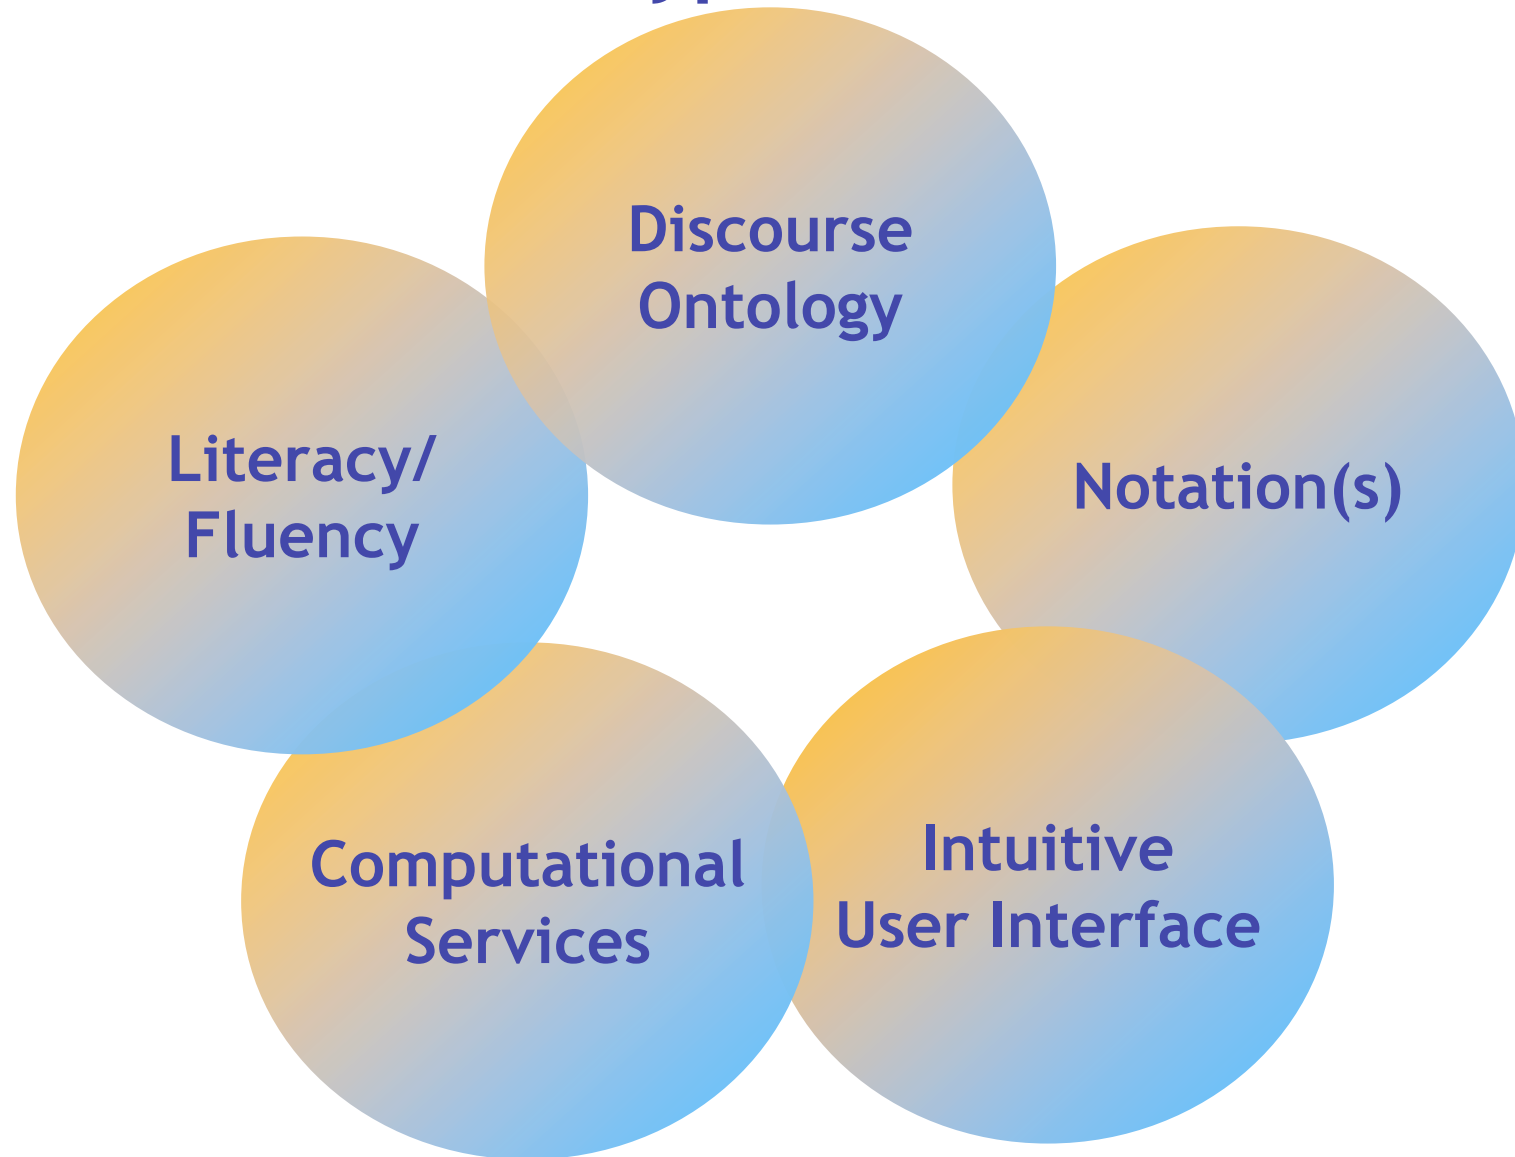 Discourse
Ontology
Literacy/
Fluency
Notation(s)
Computational
Services
Intuitive
User Interface